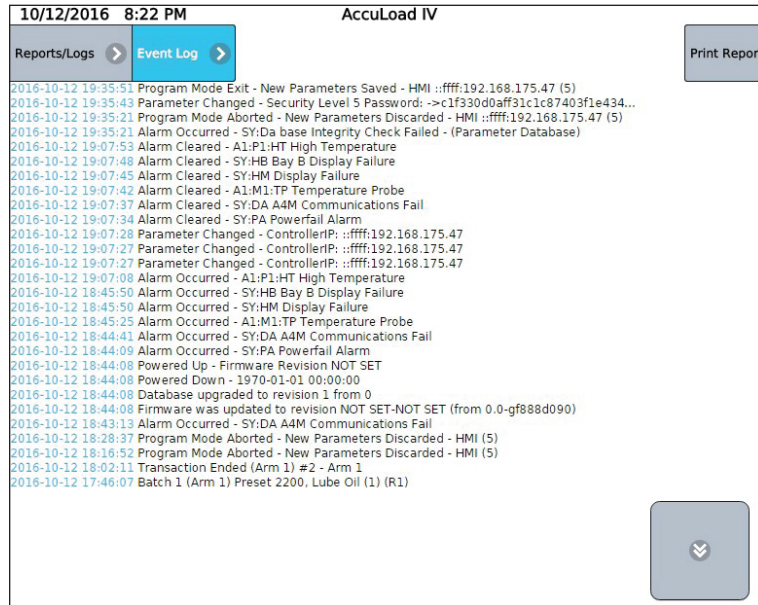 10/12/2016 8:22 PM AccuLoad IV
Reports/Logs Event Log Print Repor
2016-10-12 19:35:51 Program Mode Exit - New Parameters Saved - HMI ::ffff:192.168.175.47 (5)
2016-10-12 19:35:43 Parameter Changed - Security Level 5 Password: ->c1f330d0aff31c1c87403f1e434...
2016-10-12 19:35:21 Program Mode Aborted - New Parameters Discarded - HMI ::ffff:192.168.175.47 (5)
2016-10-12 19:35:21 Alarm Occurred - SY:Da base Integrity Check Failed - (Parameter Database)
2016-10-12 19:07:53 Alarm Cleared - A1:P1:HT High Temperature
2016-10-12 19:07:48 Alarm Cleared - SY:HB Bay B Display Failure
2016-10-12 19:07:45 Alarm Cleared - SY:HM Display Failure
2016-10-12 19:07:42 Alarm Cleared - A1:M1:TP Temperature Probe
2016-10-12 19:07:37 Alarm Cleared - SY:DA A4M Communications Fail
2016-10-12 19:07:34 Alarm Cleared - SY:PA Powerfail Alarm
2016-10-12 19:07:28 Parameter Changed - ControllerIP: ::ffff:192.168.175.47
2016-10-12 19:07:27 Parameter Changed - ControllerIP: ::ffff:192.168.175.47
2016-10-12 19:07:27 Parameter Changed - ControllerIP: ::ffff:192.168.175.47
2016-10-12 19:07:08 Alarm Occurred - A1:P1:HT High Temperature
2016-10-12 18:45:50 Alarm Occurred - SY:HB Bay B Display Failure
2016-10-12 18:45:50 Alarm Occurred - SY:HM Display Failure
2016-10-12 18:45:25 Alarm Occurred - A1:M1:TP Temperature Probe
2016-10-12 18:44:41 Alarm Occurred - SY:DA A4M Communications Fail
2016-10-12 18:44:09 Alarm Occurred - SY:PA Powerfail Alarm
2016-10-12 18:44:08 Powered Up - Firmware Revision NOT SET
2016-10-12 18:44:08 Powered Down - 1970-01-01 00:00:00
2016-10-12 18:44:08 Database upgraded to revision 1 from 0
2016-10-12 18:44:08 Firmware was updated to revision NOT SET-NOT SET (from 0.0-gf888d090)
2016-10-12 18:43:13 Alarm Occurred - SY:DA A4M Communications Fail
2016-10-12 18:28:37 Program Mode Aborted - New Parameters Discarded - HMI (5)
2016-10-12 18:16:52 Program Mode Aborted - New Parameters Discarded - HMI (5)
2016-10-12 18:02:11 Transaction Ended (Arm 1) #2 - Arm 1
2016-10-12 17:46:07 Batch 1 (Arm 1) Preset 2200, Lube Oil (1) (R1)